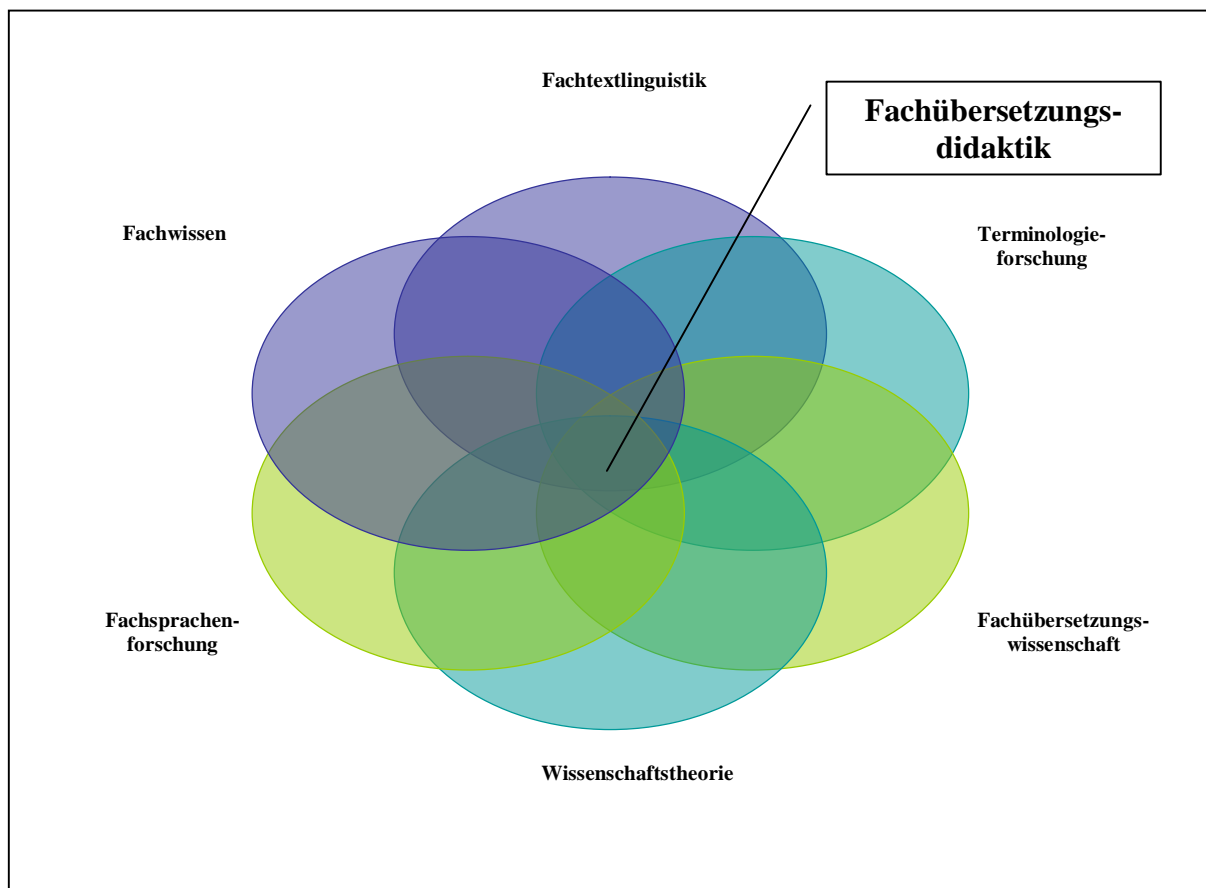 Fachtextlinguistik
Fachübersetzungs-
didaktik
Fachwissen
Terminologie-
forschung
Fachsprachen-
forschung
Fachübersetzungs-
wissenschaft
Wissenschaftstheorie